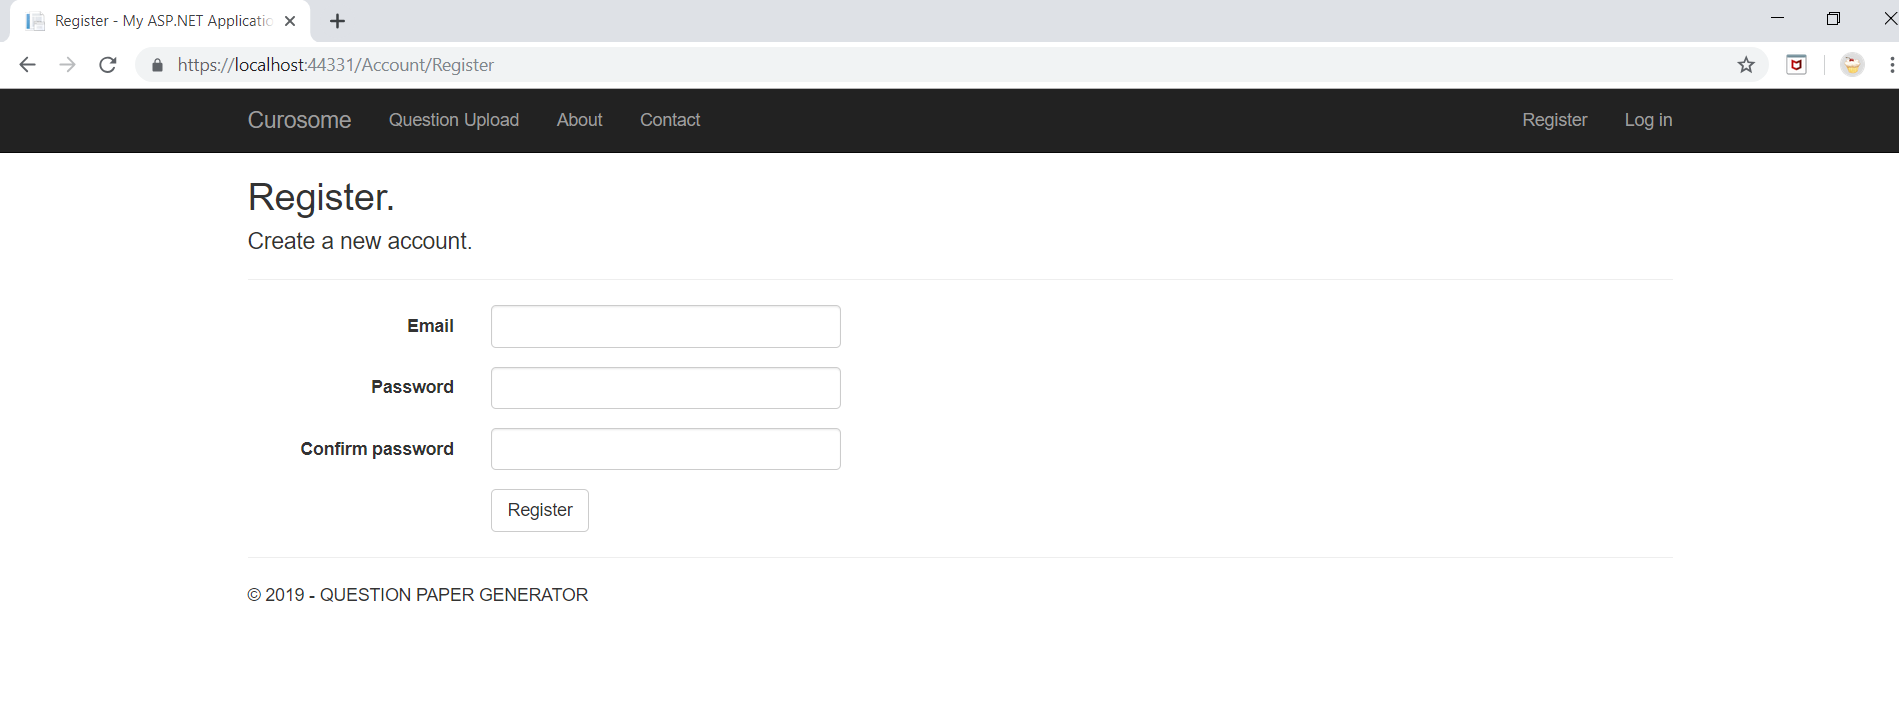 Register - My ASP.NET Applicatio
https://localhost:44331/Account/Register
Curosome Question Upload About Contact Register Log in
Register.
Create a new account.
Email
Password
Confirm password
Register
© 2019 - QUESTION PAPER GENERATOR